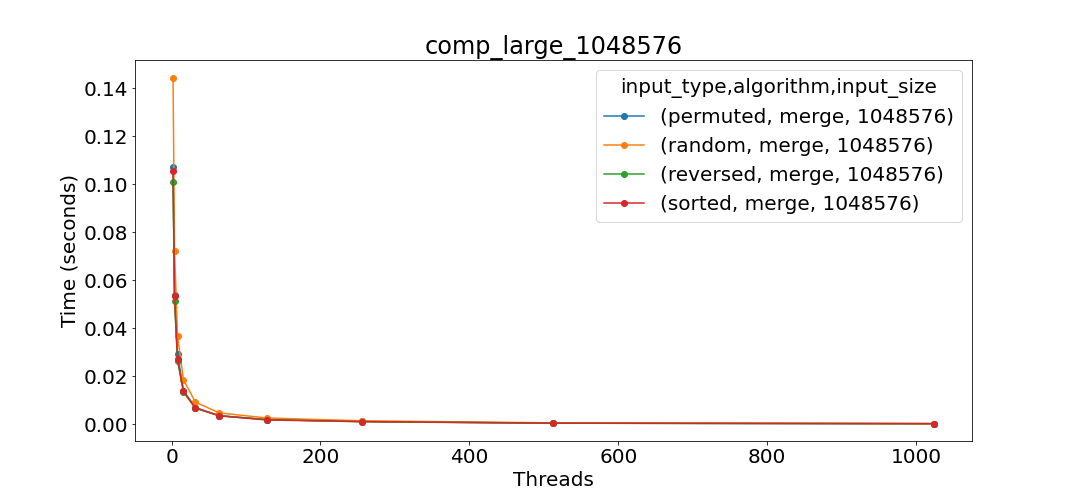 comp_large_1048576
input_type,algorithm,input_size
(permuted, merge, 1048576)
(random, merge, 1048576)
(reversed, merge, 1048576)
(sorted, merge, 1048576)
Time (seconds)
0.14
0.12
0.10
0.08
0.06
0.04
0.02
0.00
0 200 400 600 800 1000
Threads